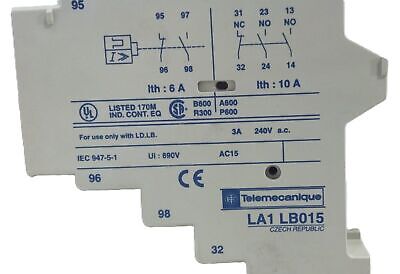 95
95 97
31 23 13
NC NO NO
I>
96 98
32 24 14
Ith : 6 A
Ith : 10 A
UL
LISTED 170M
IND. CONT. EQ
SA
B600
R300
A600
P600
For use only with I.D.LB.
3A 240V a.c.
IEC 947-5-1
Ui : 690V
AC15
96
CE
Telemecanique
98
LA1 LB015
CZECH REPUBLIC
32